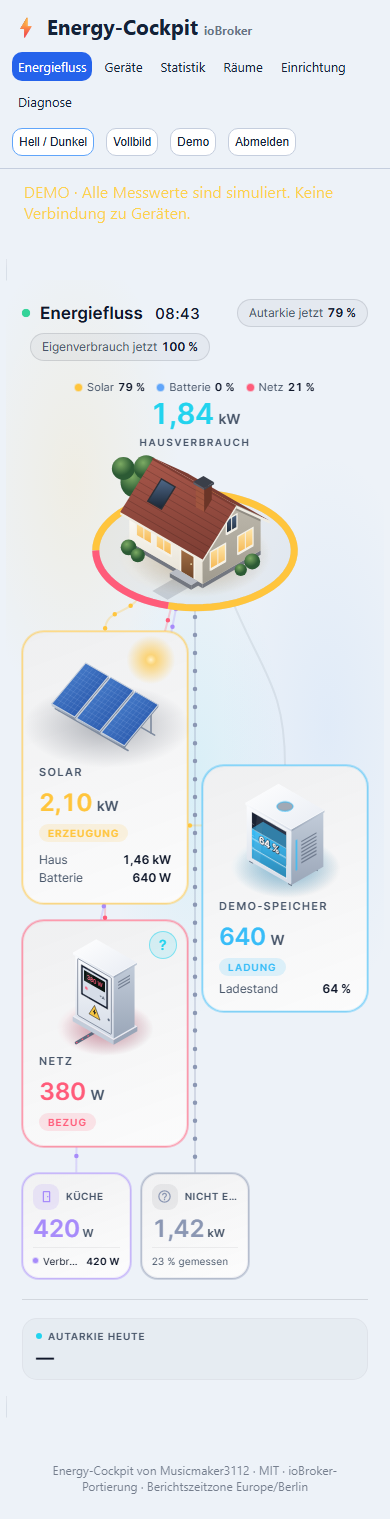 Energy-Cockpit ioBroker
Energiefluss Geräte Statistik Räume Einrichtung
Diagnose
Hell / Dunkel Vollbild Demo Abmelden
DEMO · Alle Messwerte sind simuliert. Keine
Verbindung zu Geräten.
Energiefluss 08:43 Autarkie jetzt 79 %
Eigenverbrauch jetzt 100 %
Solar 79 % Batterie 0 % Netz 21 %
1,84 kW
HAUSVERBRAUCH
SOLAR
2,10 kW
ERZEUGUNG
Haus 1,46 kW
Batterie 640 W
64 %
DEMO-SPEICHER
640 W
LADUNG
Ladestand 64 %
?
380 W
NETZ
380 W
BEZUG
KÜCHE
420 W
Verbr... 420 W
NICHT E...
1,42 kW
23 % gemessen
AUTARKIE HEUTE
—
Energy-Cockpit von Musicmaker3112 · MIT · ioBroker-
Portierung · Berichtszeitzone Europe/Berlin